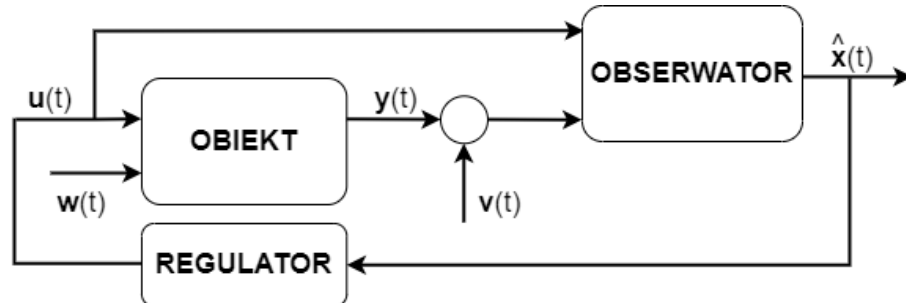 x̂(t)
OBSERWATOR
u(t)
y(t)
OBIEKT
w(t)
v(t)
REGULATOR